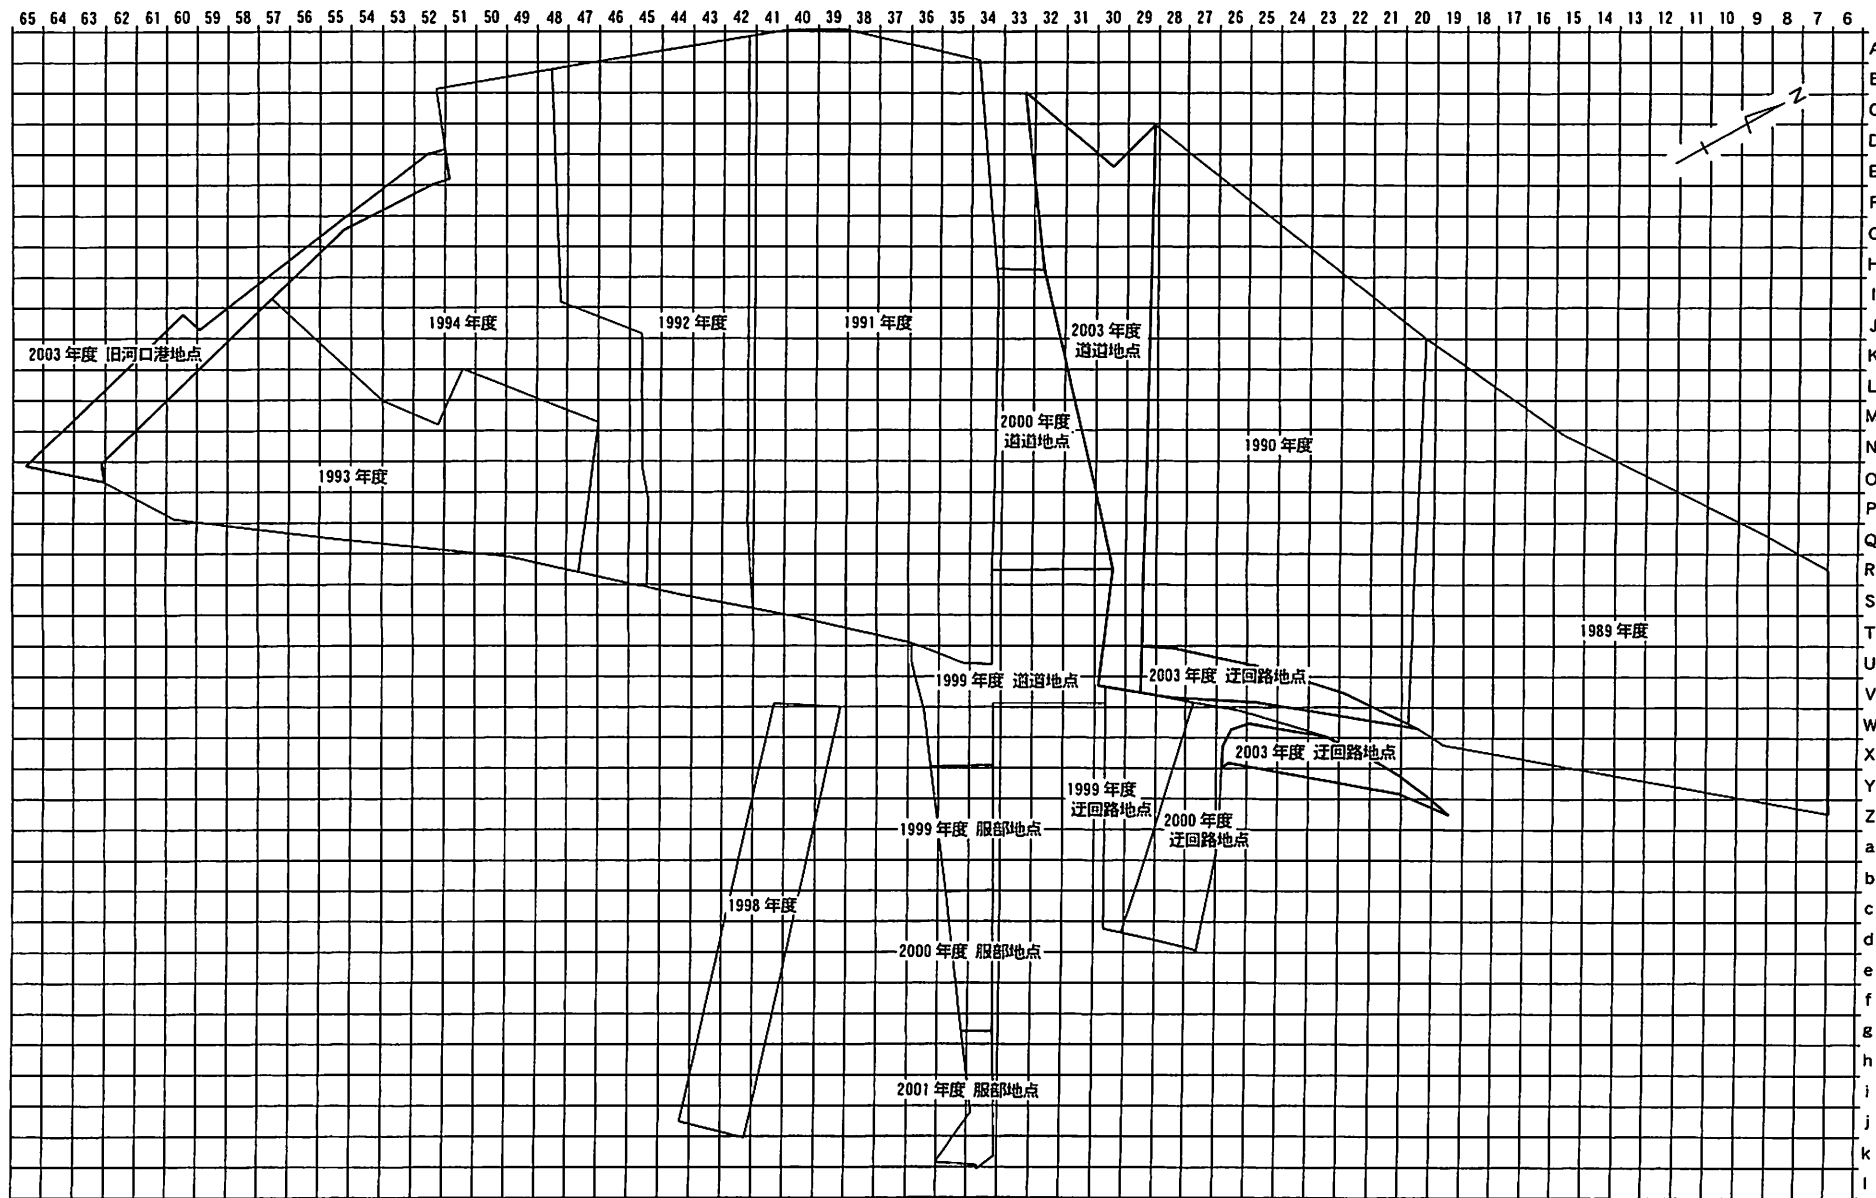 65 64 63 62 61 60 59 58 57 56 55 54 53 52 51 50 49 48 47 46 45 44 43 42 41 40 39 38 37 36 35 34 33 32 31 30 29 28 27 26 25 24 23 22 21 20 19 18 17 16 15 14 13 12 11 10 9 8 7 6
A
B
C
D
E
F
G
H
I
J
K
L
M
N
O
P
Q
R
S
T
U
V
W
X
Y
Z
a
b
c
d
e
f
g
h
i
j
k
l
N
1994 年度
1992 年度
1991 年度
2003 年度
道道地点
2003 年度 旧河口港地点
2000 年度
道道地点
1990 年度
1993 年度
1989 年度
1999 年度 道道地点
2003 年度 迂回路地点
2003 年度 迂回路地点
1999 年度
迂回路地点
2000 年度
迂回路地点
1999 年度 服部地点
1998 年度
2000 年度 服部地点
2001 年度 服部地点